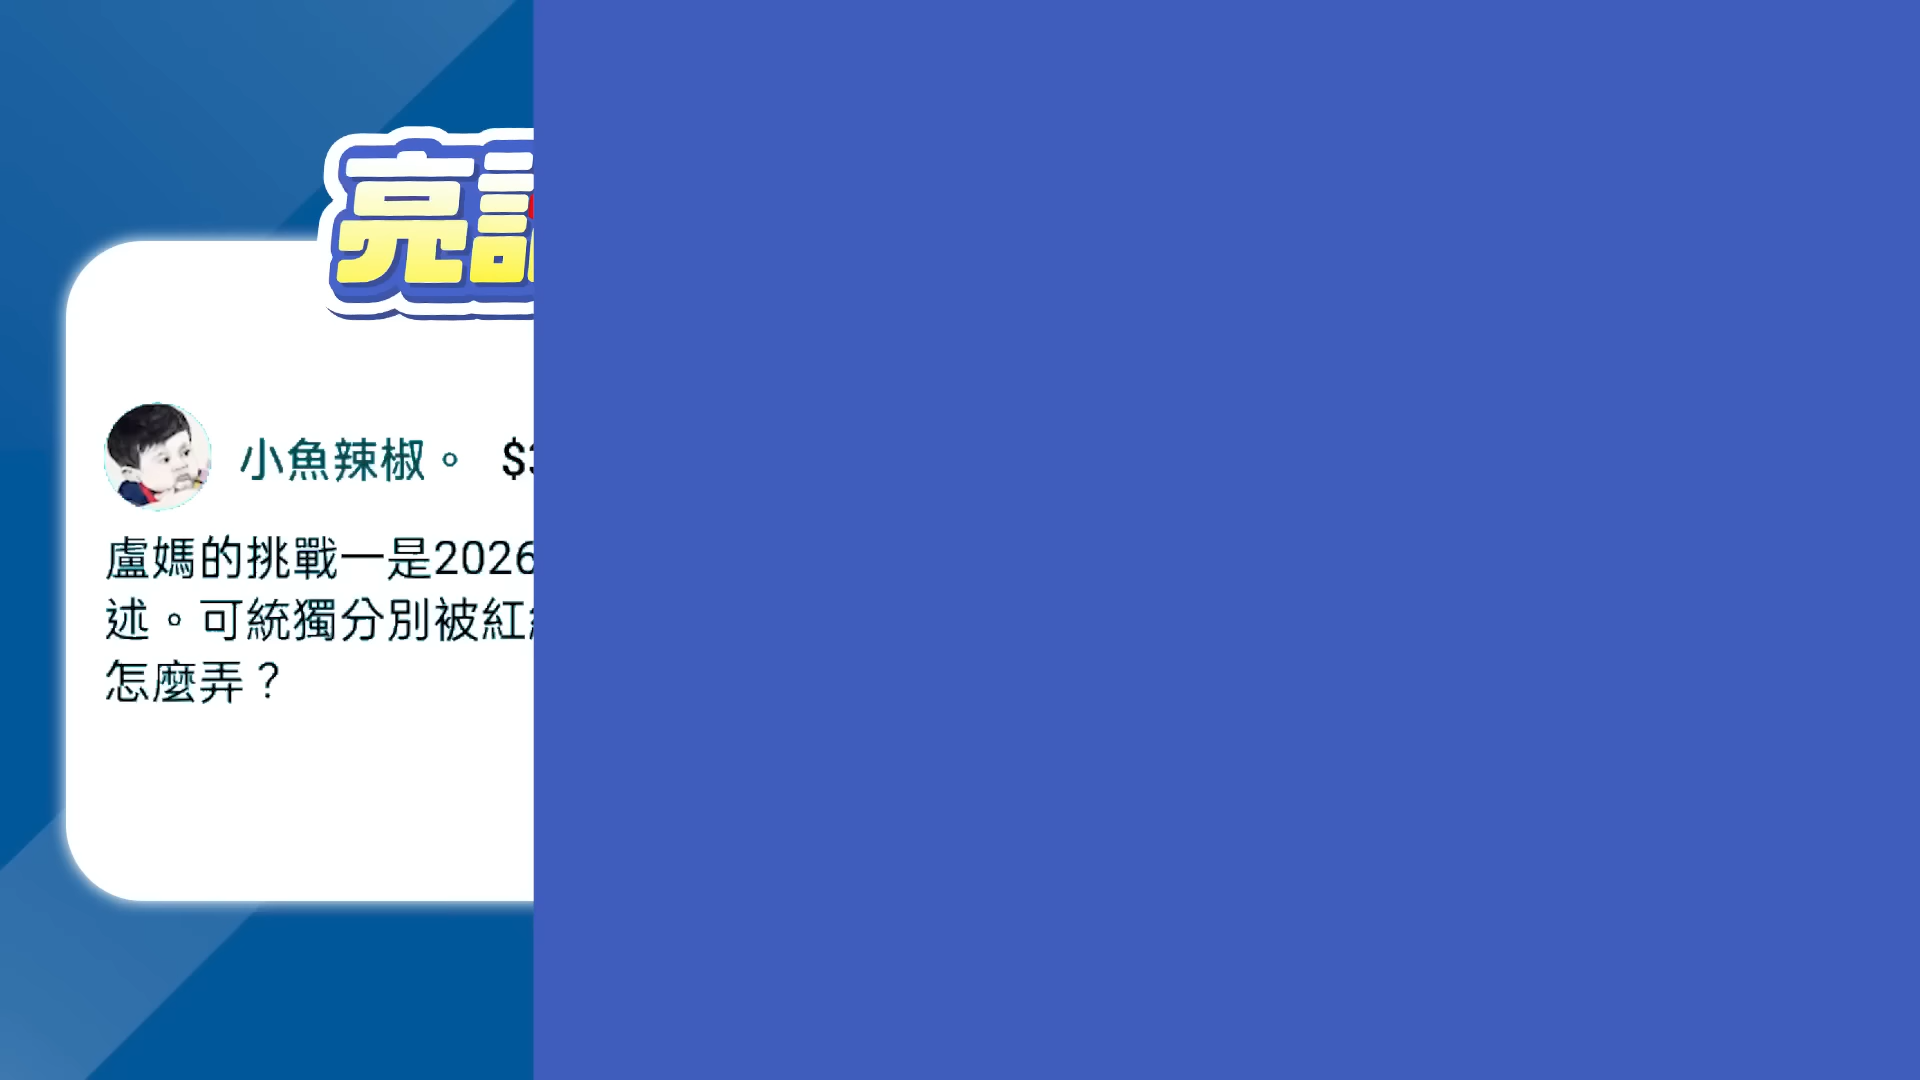 亮
小魚辣椒。 $
盧媽的挑戰一是2026
述。可統獨分別被紅
怎麼弄？